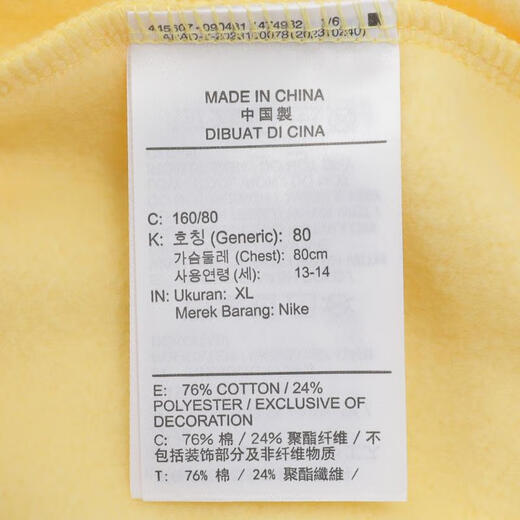 1/6
MADE IN CHINA
中国製
DIBUAT DI CINA
C: 160/80
K: 호칭 (Generic): 80
가슴둘레 (Chest): 80cm
사용연령 (세): 13-14
IN: Ukuran: XL
Merek Barang: Nike
E: 76% COTTON / 24%
POLYESTER / EXCLUSIVE OF
DECORATION
C: 76% 棉 / 24% 聚酯纤维 / 不
包括装饰部分及非纤维物质
T: 76% 棉 / 24% 聚酯纖維 /